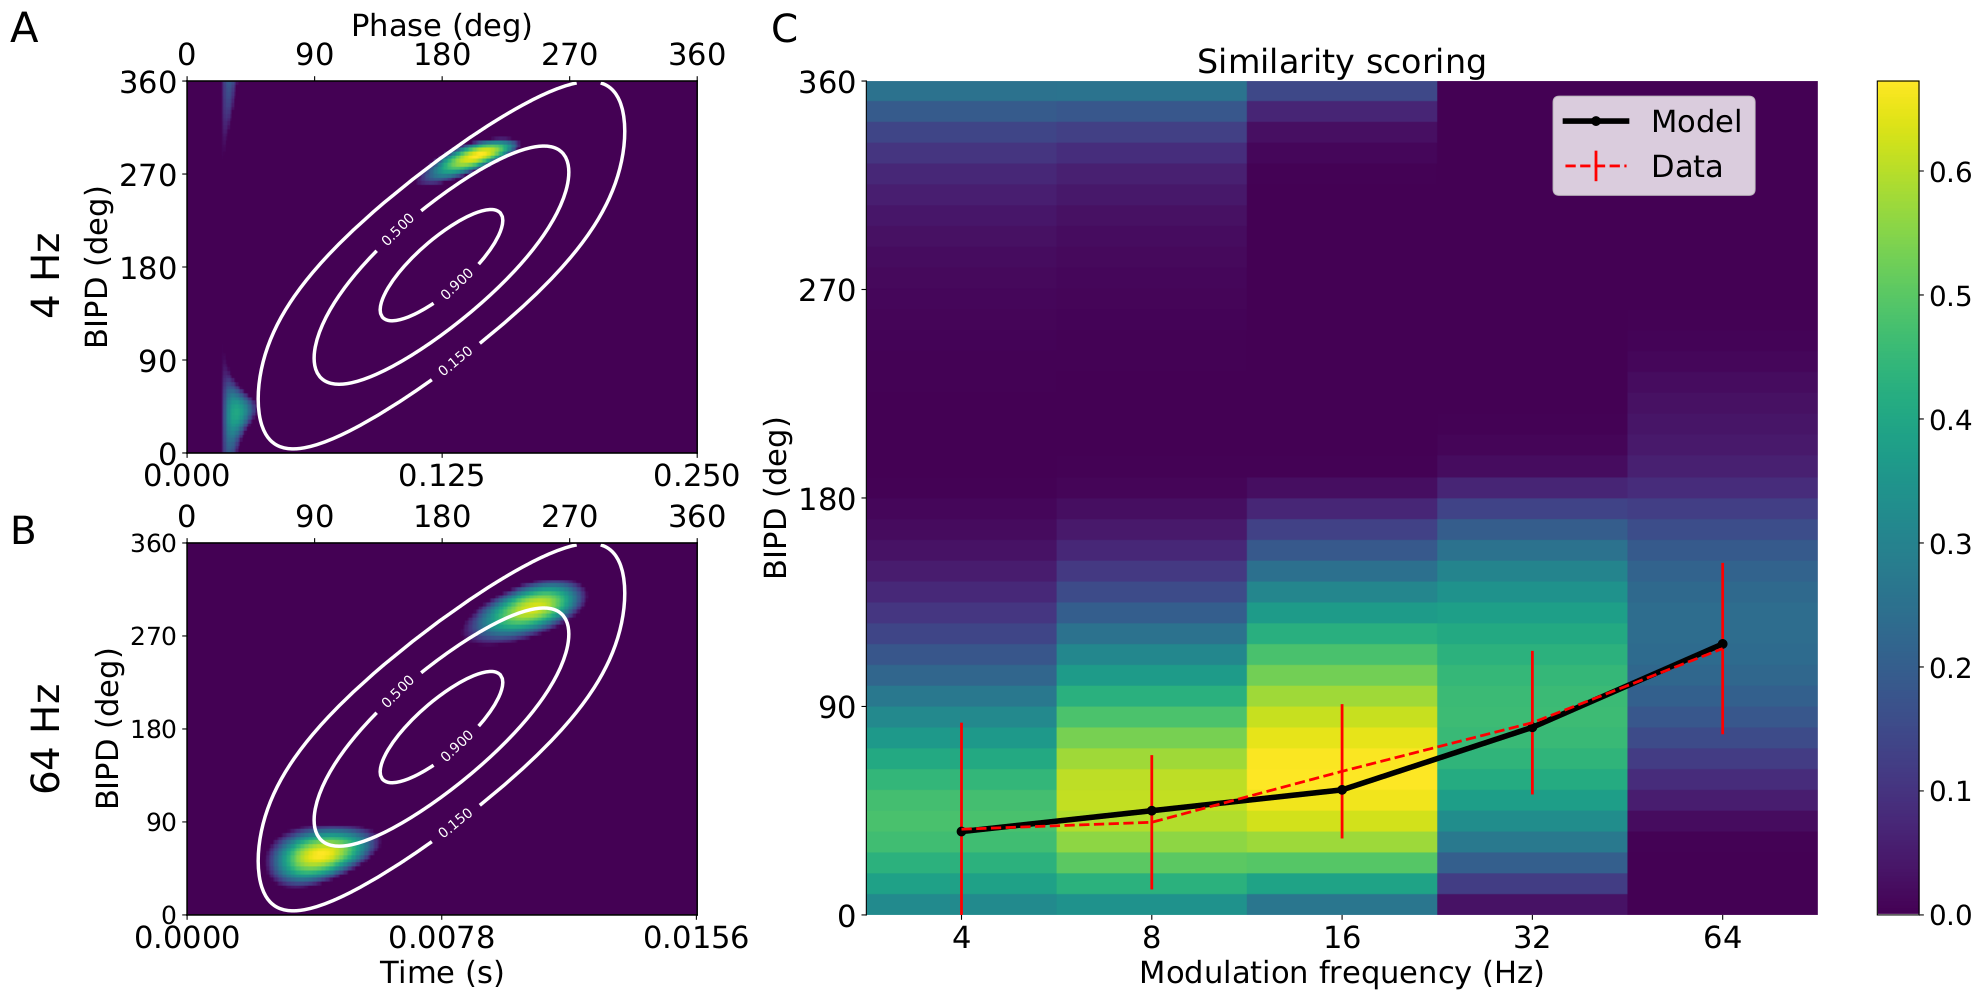 A
Phase (deg)
0 90 180 270 360
360
270
180
90
0
BIPD (deg)
4 Hz
0.500
0.900
0.150
0.000 0.125 0.250
B
0 90 180 270 360
360
270
180
90
0
BIPD (deg)
64 Hz
0.500
0.900
0.150
0.0000 0.0078 0.0156
Time (s)
C
Similarity scoring
360
270
180
90
0
BIPD (deg)
Model
Data
4 8 16 32 64
Modulation frequency (Hz)
0.6
0.5
0.4
0.3
0.2
0.1
0.0